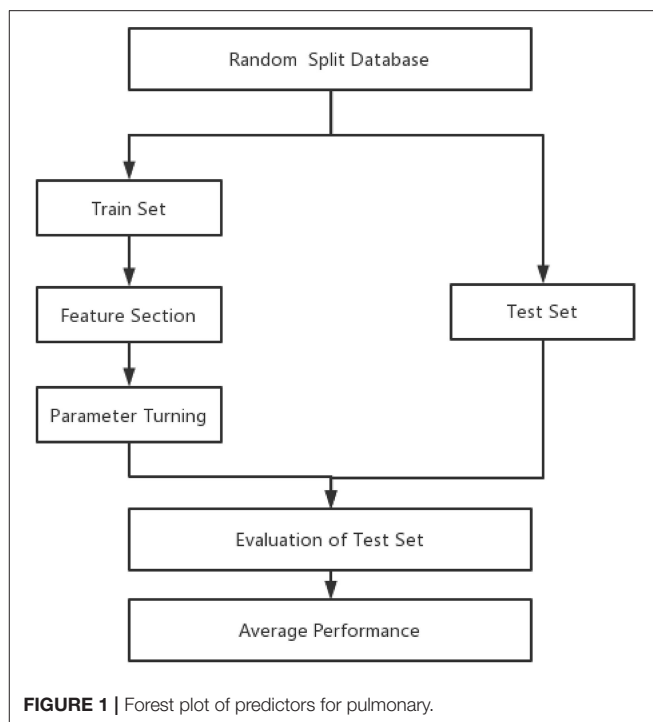 Random Split Database
Train Set
Feature Section
Test Set
Parameter Turning
Evaluation of Test Set
Average Performance
FIGURE 1 | Forest plot of predictors for pulmonary.